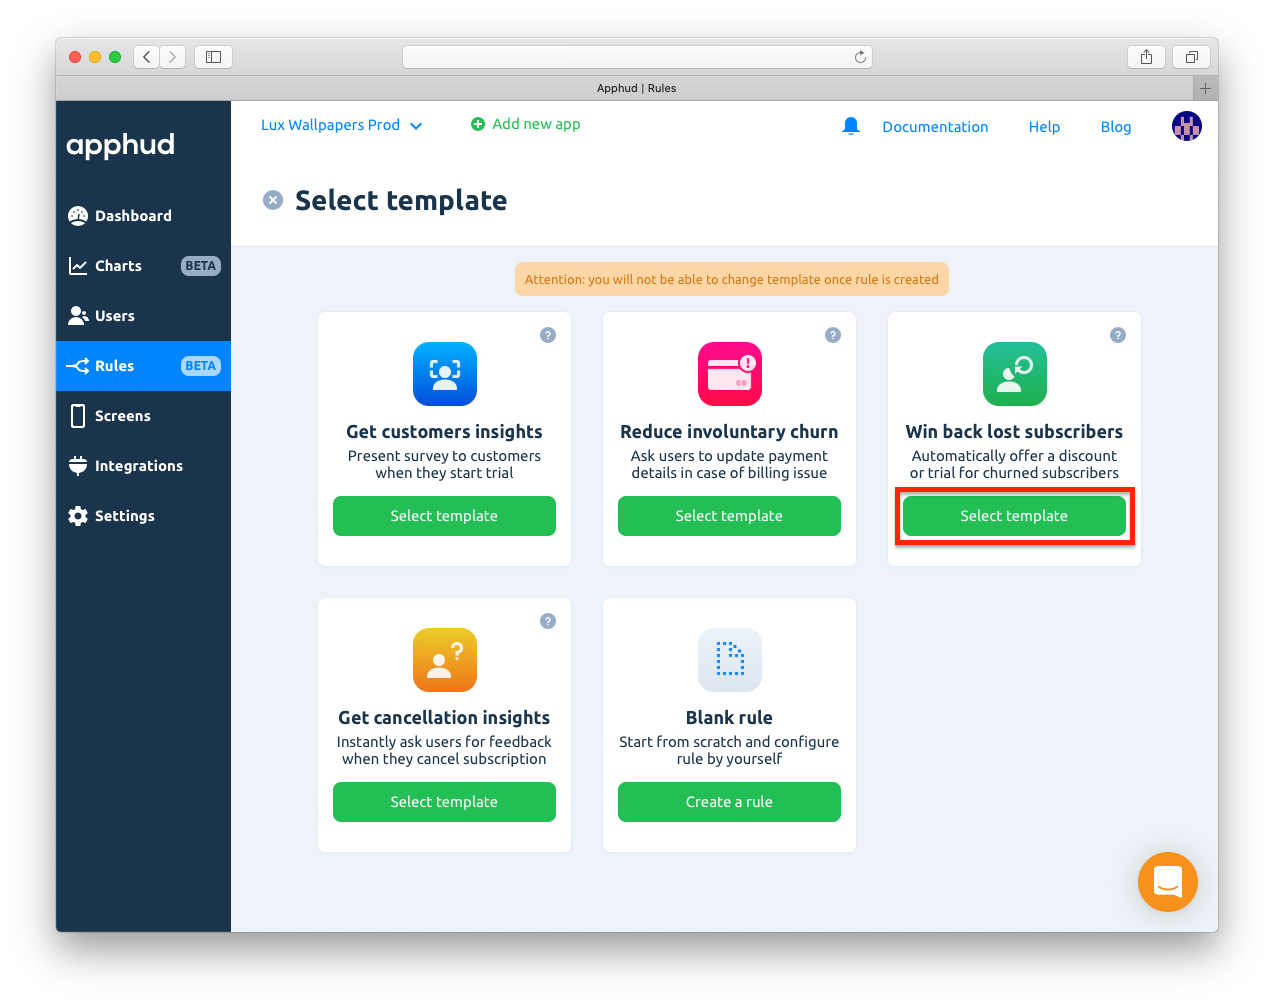 Apphud | Rules
apphud
Lux Wallpapers Prod
Add new app
Documentation
Help
Blog
Dashboard
Charts BETA
Users
Rules BETA
Screens
Integrations
Settings
Select template
Attention: you will not be able to change template once rule is created
?
Get customers insights
Present survey to customers
when they start trial
Select template
?
Reduce involuntary churn
Ask users to update payment
details in case of billing issue
Select template
?
Win back lost subscribers
Automatically offer a discount
or trial for churned subscribers
Select template
?
Get cancellation insights
Instantly ask users for feedback
when they cancel subscription
Select template
Blank rule
Start from scratch and configure
rule by yourself
Create a rule